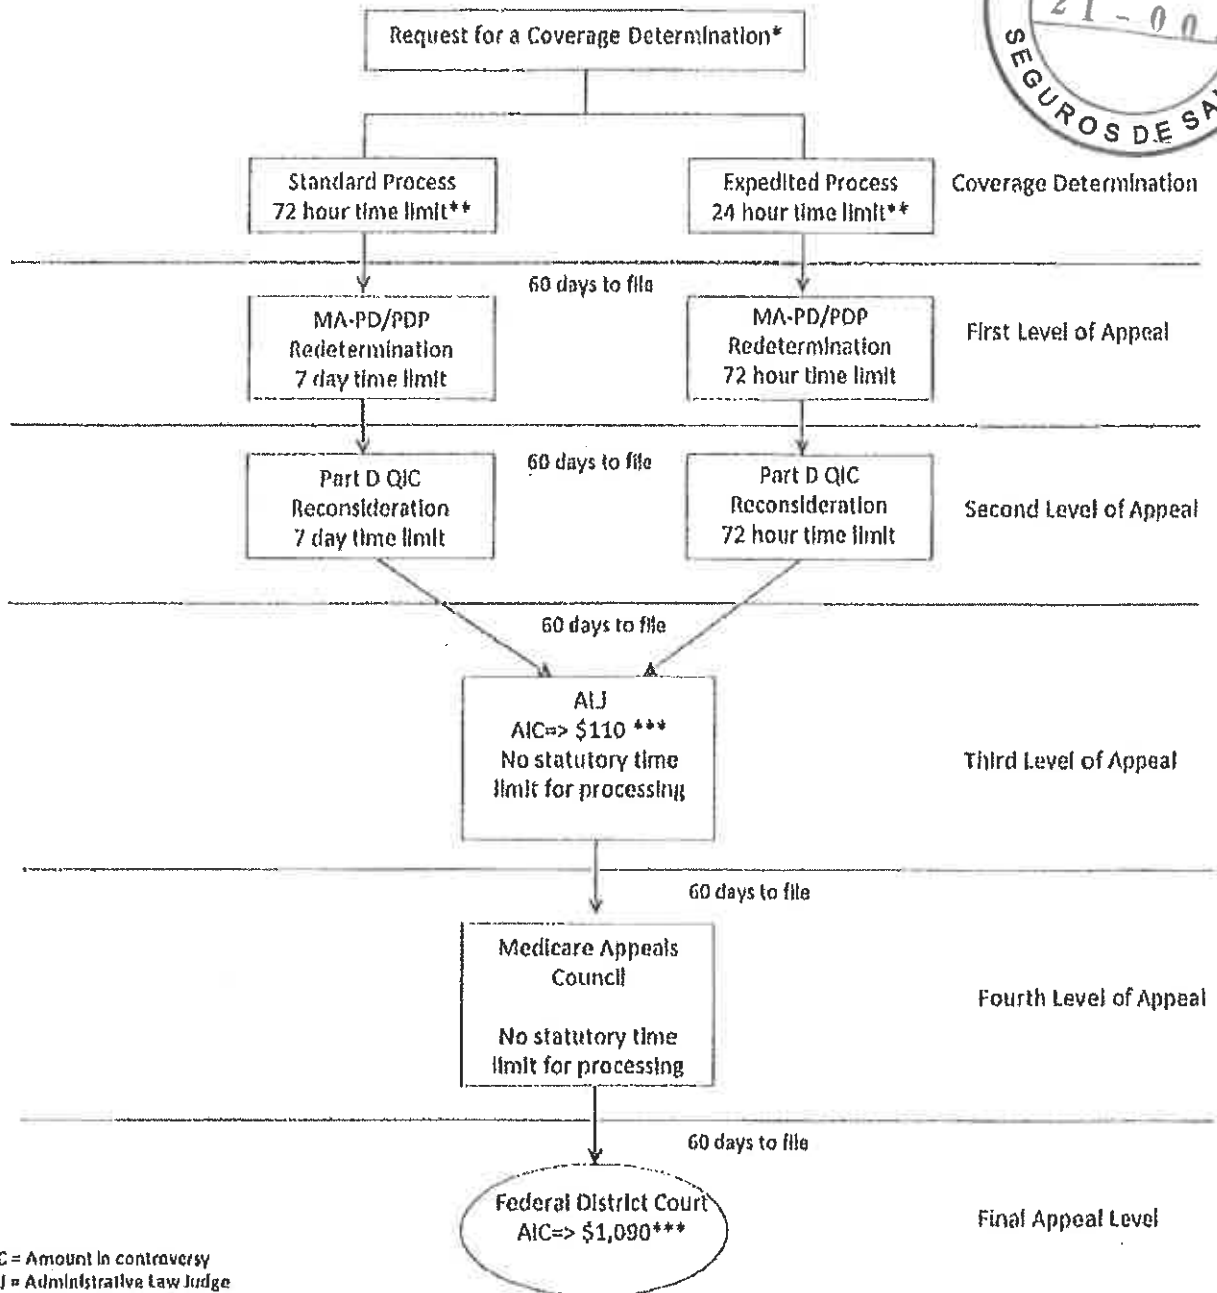 21-00
SEGUROS DE SA
Request for a Coverage Determination*
Standard Process
72 hour time limit**
Expedited Process
24 hour time limit**
Coverage Determination
60 days to file
MA-PD/PDP
Redetermination
7 day time limit
MA-PD/PDP
Redetermination
72 hour time limit
First Level of Appeal
60 days to file
Part D QIC
Reconsideration
7 day time limit
Part D QIC
Reconsideration
72 hour time limit
Second Level of Appeal
60 days to file
ALJ
AIC=> $110 ***
No statutory time
limit for processing
Third Level of Appeal
60 days to file
Medicare Appeals
Council
No statutory time
limit for processing
Fourth Level of Appeal
60 days to file
Federal District Court
AIC=> $1,090***
Final Appeal Level
C = Amount in controversy
J = Administrative Law Judge